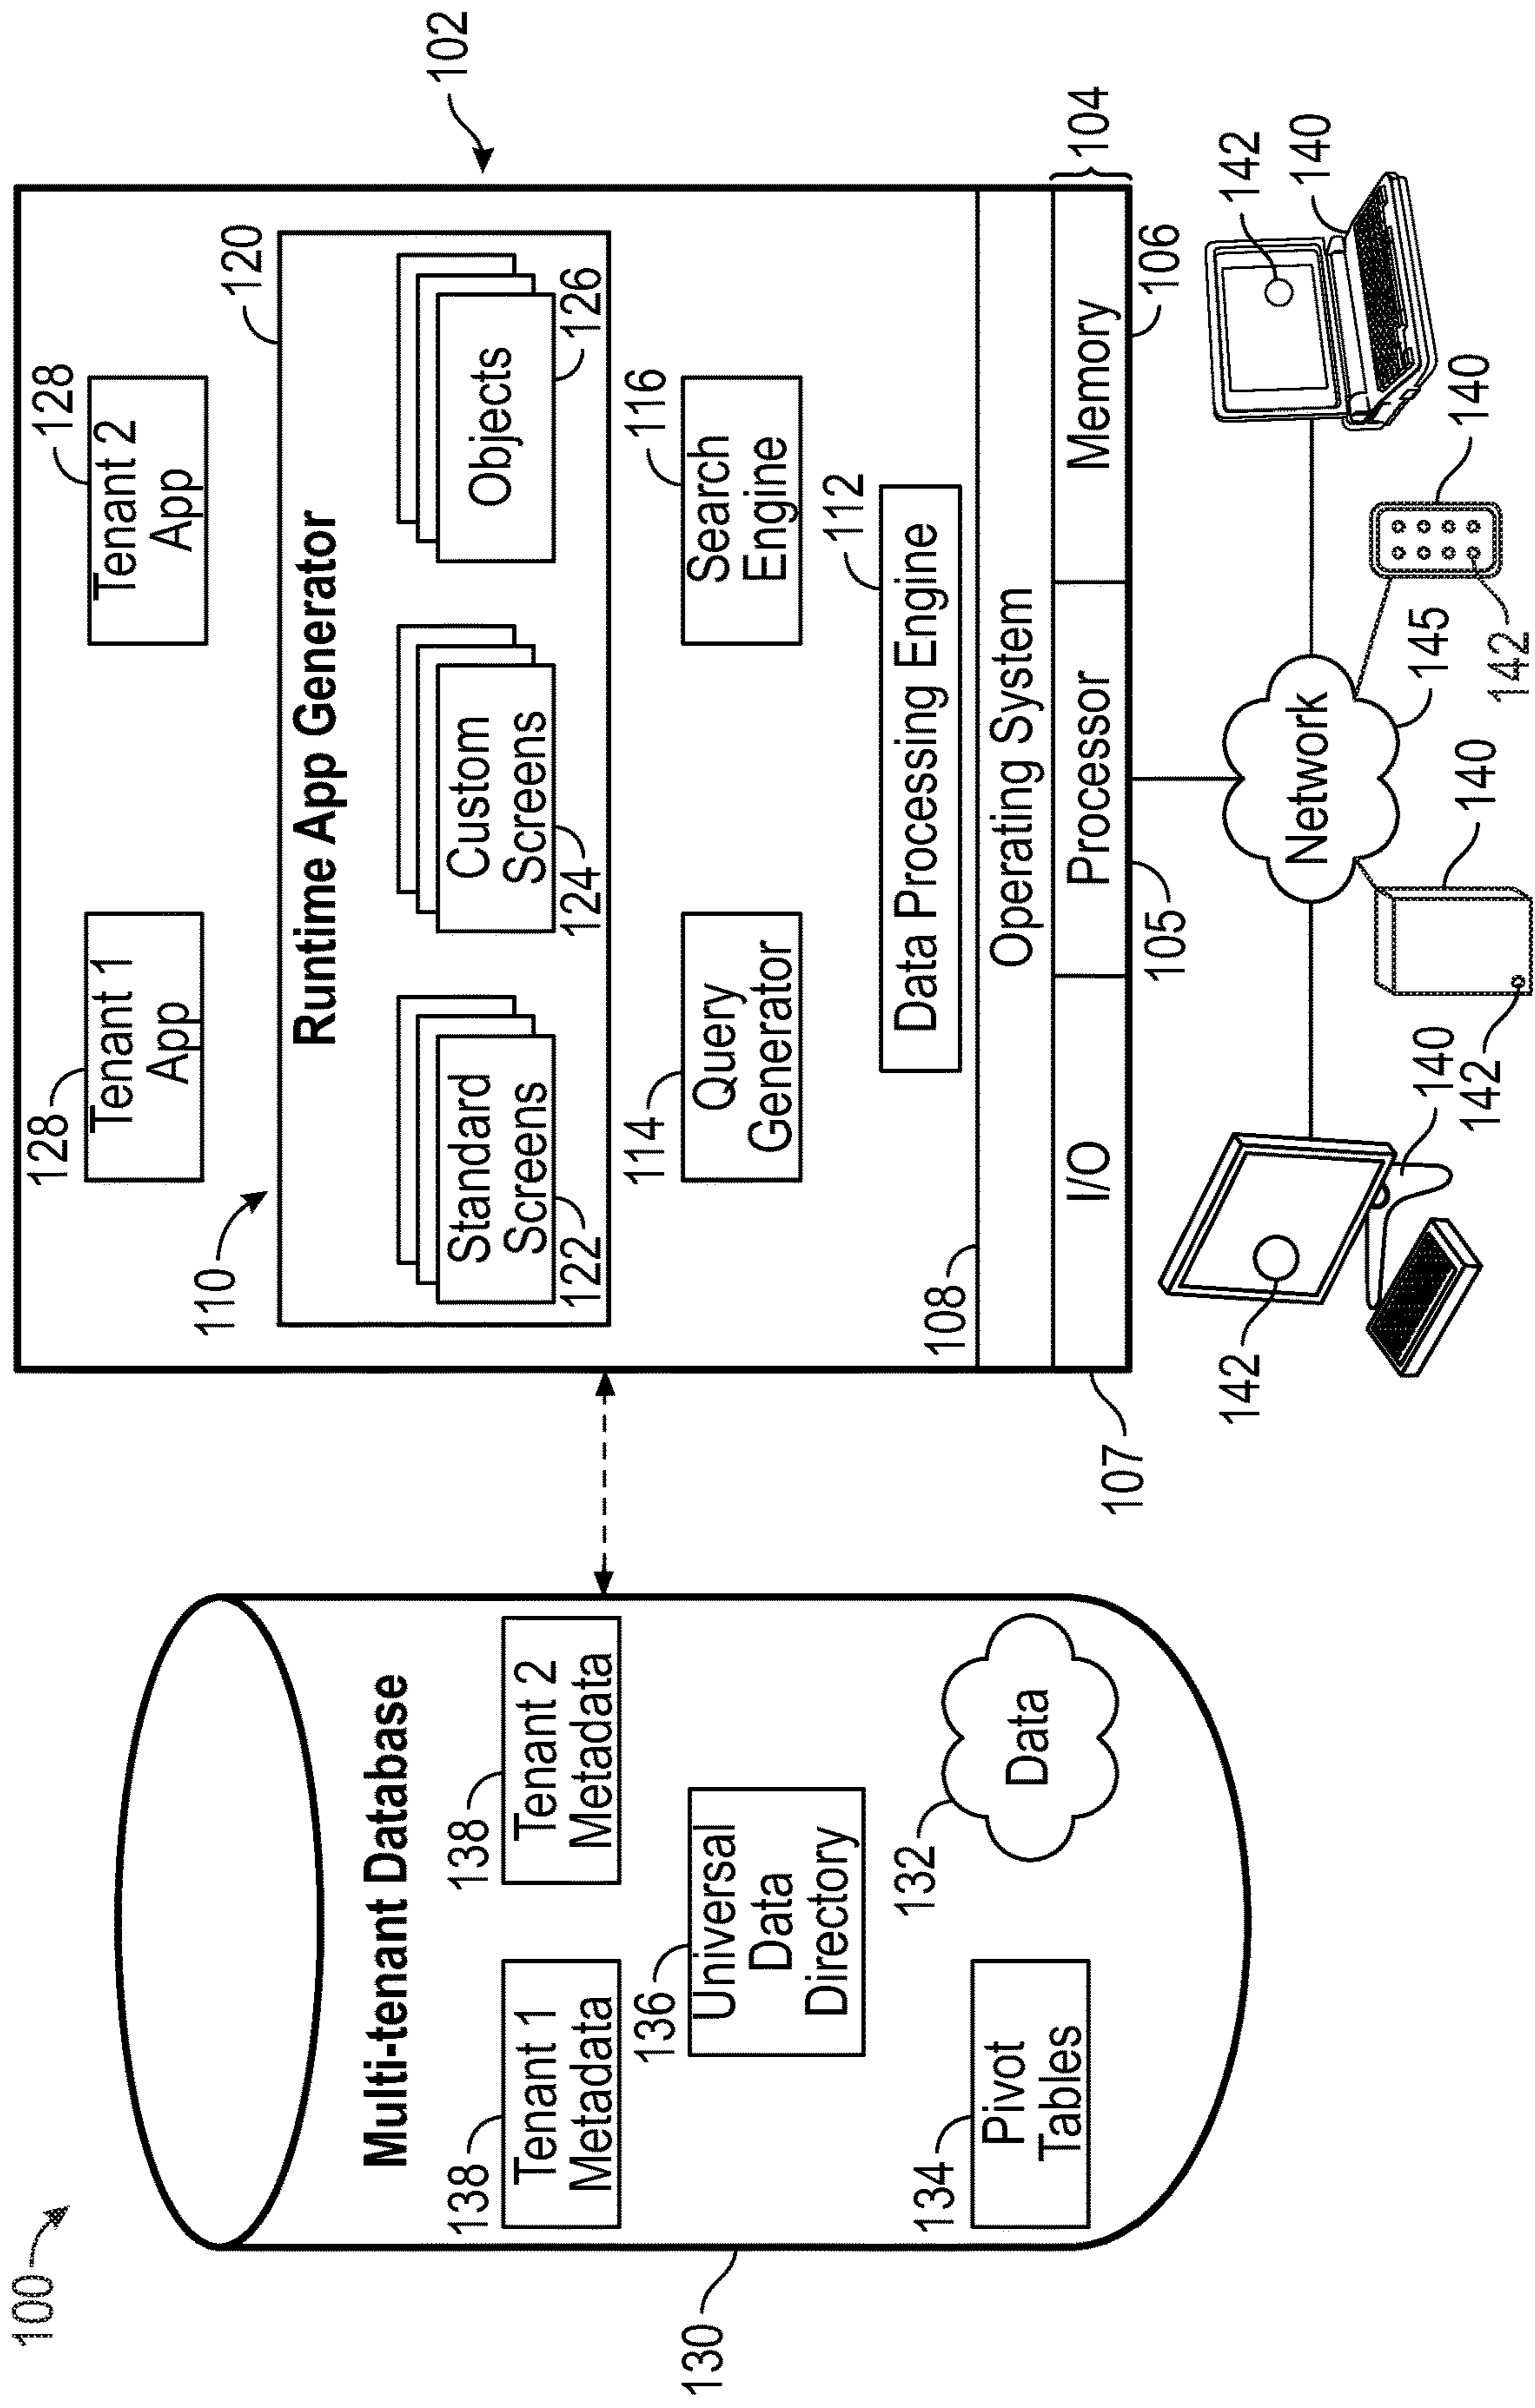 100
102
128
Tenant 1
App
128
Tenant 2
App
110
120
Runtime App Generator
Standard
Screens
122
Custom
Screens
124
Objects
126
114
Query
Generator
116
Search
Engine
112
Data Processing Engine
108
Operating System
I/O
Processor
Memory
104
107
105
106
Multi-tenant Database
138
Tenant 1
Metadata
138
Tenant 2
Metadata
136
Universal
Data
Directory
134
Pivot
Tables
132
Data
130
Network
145
142
140
142
140
142
140
142
140